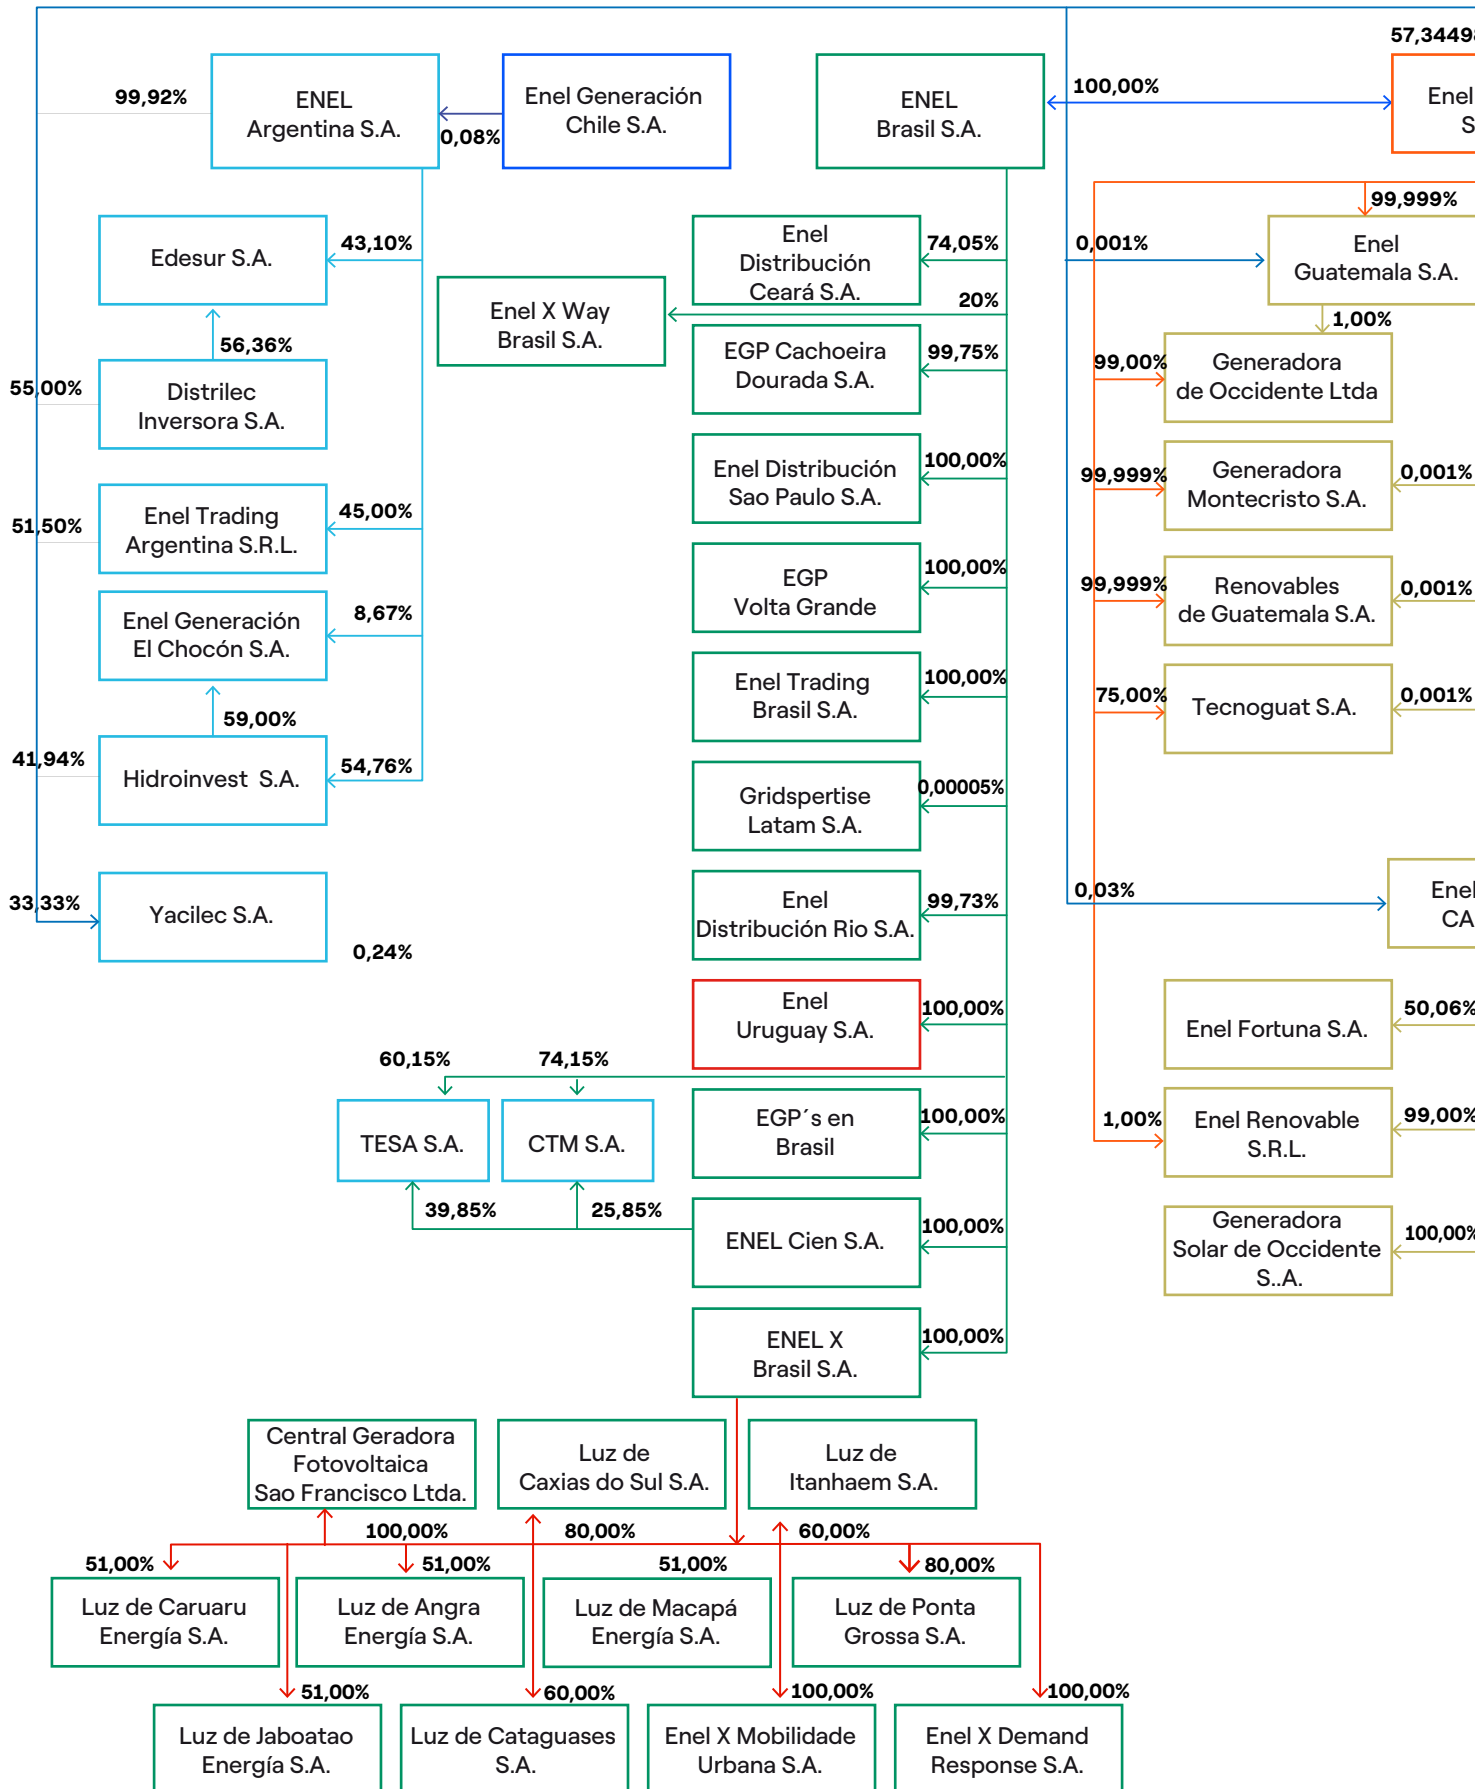 57,34498
99,92%
ENEL
Argentina S.A.
0,08%
Enel Generación
Chile S.A.
ENEL
Brasil S.A.
100,00%
Enel
S
99,999%
Edesur S.A.
43,10%
Enel
Distribución
Ceará S.A.
74,05%
0,001%
Enel
Guatemala S.A.
Enel X Way
Brasil S.A.
20%
1,00%
56,36%
EGP Cachoeira
Dourada S.A.
99,75%
99,00%
Generadora
de Occidente Ltda
55,00%
Distrilec
Inversora S.A.
Enel Distribución
Sao Paulo S.A.
100,00%
99,999%
Generadora
Montecristo S.A.
0,001%
51,50%
Enel Trading
Argentina S.R.L.
45,00%
EGP
Volta Grande
100,00%
99,999%
Renovables
de Guatemala S.A.
0,001%
Enel Generación
El Chocón S.A.
8,67%
Enel Trading
Brasil S.A.
100,00%
75,00%
Tecnoguat S.A.
0,001%
59,00%
41,94%
Hidroinvest S.A.
54,76%
Gridspertise
Latam S.A.
0,00005%
33,33%
Yacilec S.A.
0,24%
Enel
Distribución Rio S.A.
99,73%
0,03%
Enel
CA
Enel
Uruguay S.A.
100,00%
Enel Fortuna S.A.
50,06%
60,15%
74,15%
TESA S.A.
CTM S.A.
EGP´s en
Brasil
100,00%
1,00%
Enel Renovable
S.R.L.
99,00%
39,85%
25,85%
ENEL Cien S.A.
100,00%
Generadora
Solar de Occidente
S..A.
100,00%
ENEL X
Brasil S.A.
100,00%
Central Geradora
Fotovoltaica
Sao Francisco Ltda.
Luz de
Caxias do Sul S.A.
Luz de
Itanhaem S.A.
100,00%
80,00%
60,00%
51,00%
51,00%
51,00%
80,00%
Luz de Caruaru
Energía S.A.
Luz de Angra
Energía S.A.
Luz de Macapá
Energía S.A.
Luz de Ponta
Grossa S.A.
51,00%
60,00%
100,00%
100,00%
Luz de Jaboatao
Energía S.A.
Luz de Cataguases
S.A.
Enel X Mobilidade
Urbana S.A.
Enel X Demand
Response S.A.